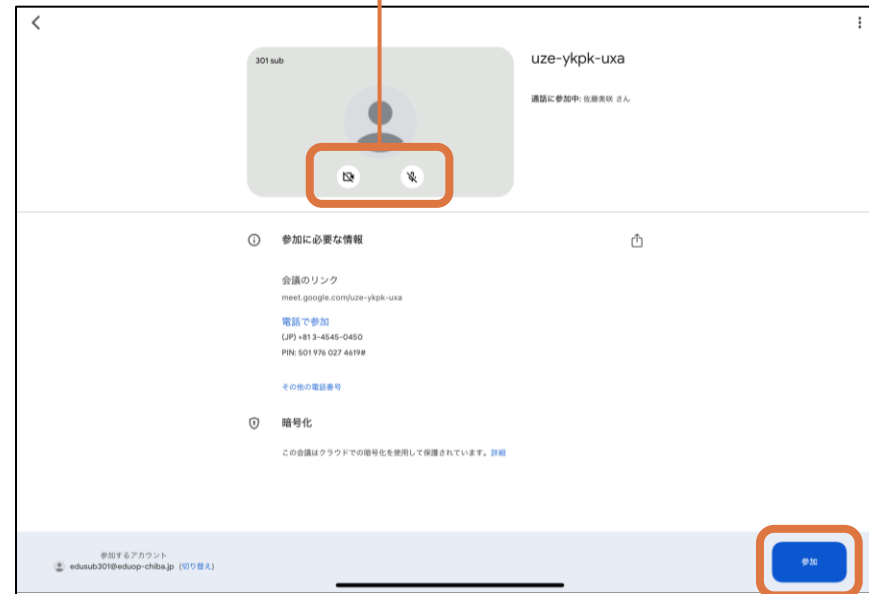 301 sub
uze-ykpk-uxa
通話に参加中: 佐藤美咲 さん
参加に必要な情報
会議のリンク
meet.google.com/uze-ykpk-uxa
電話で参加
(JP) +81 3-4545-0450
PIN: 501 976 027 4619#
その他の電話番号
暗号化
この会議はクラウドでの暗号化を使用して保護されています。詳細
参加するアカウント
edusub301@eduop-chiba.jp (切り替え)
参加